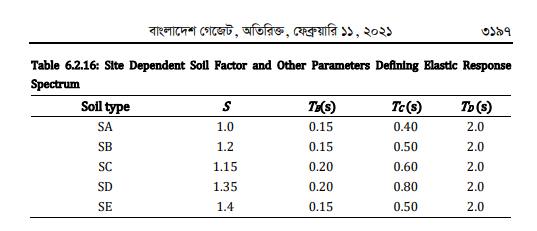 বাংলাদেশ গেজেট, অতিরিক্ত, ফেব্রুয়ারি ১১, ২০২১ ৩১৯৭
Table 6.2.16: Site Dependent Soil Factor and Other Parameters Defining Elastic Response
Spectrum
Soil type S TB(s) TC (s) TD (s)
SA 1.0 0.15 0.40 2.0
SB 1.2 0.15 0.50 2.0
SC 1.15 0.20 0.60 2.0
SD 1.35 0.20 0.80 2.0
SE 1.4 0.15 0.50 2.0